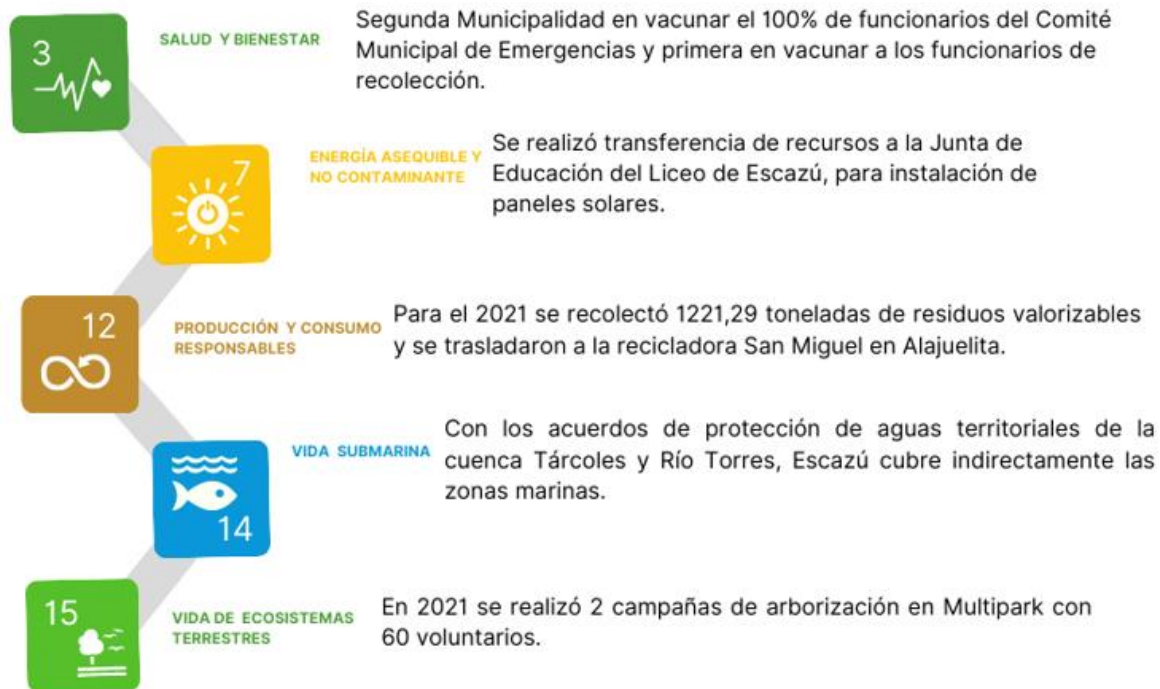 3
SALUD Y BIENESTAR
Segunda Municipalidad en vacunar el 100% de funcionarios del Comité
Municipal de Emergencias y primera en vacunar a los funcionarios de
recolección.
7
ENERGÍA ASEQUIBLE Y
NO CONTAMINANTE
Se realizó transferencia de recursos a la Junta de
Educación del Liceo de Escazú, para instalación de
paneles solares.
12
PRODUCCIÓN Y CONSUMO
RESPONSABLES
Para el 2021 se recolectó 1221,29 toneladas de residuos valorizables
y se trasladaron a la recicladora San Miguel en Alajuelita.
14
VIDA SUBMARINA
Con los acuerdos de protección de aguas territoriales de la
cuenca Tárcoles y Río Torres, Escazú cubre indirectamente las
zonas marinas.
15
VIDA DE ECOSISTEMAS
TERRESTRES
En 2021 se realizó 2 campañas de arborización en Multipark con
60 voluntarios.